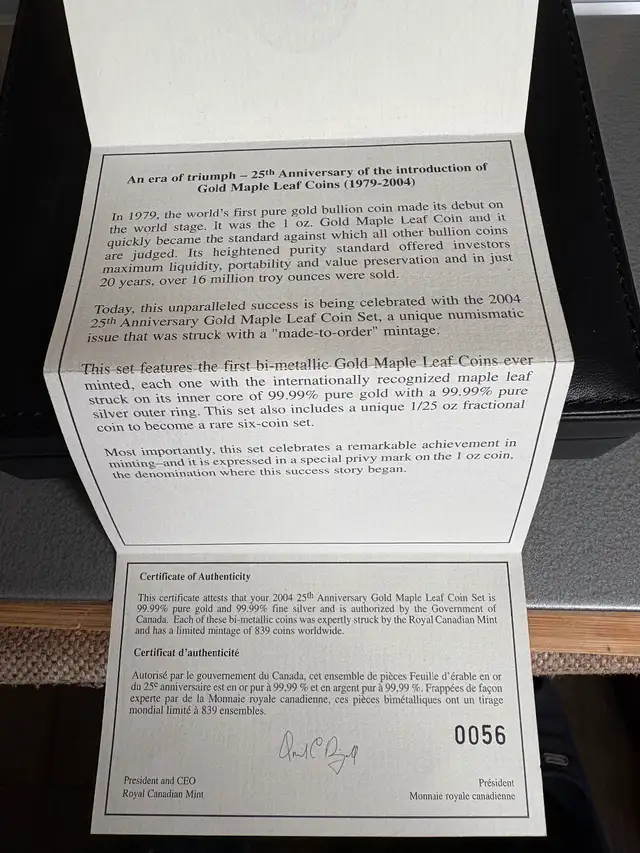 An era of triumph – 25th Anniversary of the introduction of
Gold Maple Leaf Coins (1979-2004)
In 1979, the world's first pure gold bullion coin made its debut on
the world stage. It was the 1 oz. Gold Maple Leaf Coin and it
quickly became the standard against which all other bullion coins
are judged. Its heightened purity standard offered investors
maximum liquidity, portability and value preservation and in just
20 years, over 16 million troy ounces were sold.
Today, this unparalleled success is being celebrated with the 2004
25th Anniversary Gold Maple Leaf Coin Set, a unique numismatic
issue that was struck with a "made-to-order" mintage.
This set features the first bi-metallic Gold Maple Leaf Coins ever
minted, each one with the internationally recognized maple leaf
struck on its inner core of 99.99% pure gold with a 99.99% pure
silver outer ring. This set also includes a unique 1/25 oz fractional
coin to become a rare six-coin set.
Most importantly, this set celebrates a remarkable achievement in
minting–and it is expressed in a special privy mark on the 1 oz coin,
the denomination where this success story began.
Certificate of Authenticity
This certificate attests that your 2004 25th Anniversary Gold Maple Leaf Coin Set is
99.99% pure gold and 99.99% fine silver and is authorized by the Government of
Canada. Each of these bi-metallic coins was expertly struck by the Royal Canadian Mint
and has a limited mintage of 839 coins worldwide.
Certificat d'authenticité
Autorisé par le gouvernement du Canada, cet ensemble de pièces Feuille d'érable en or
du 25e anniversaire est en or pur à 99,99 % et en argent pur à 99,99 %. Frappées de façon
experte par de la Monnaie royale canadienne, ces pièces bimétalliques ont un tirage
mondial limité à 839 ensembles.
0056
President and CEO
Royal Canadian Mint
Président
Monnaie royale canadienne